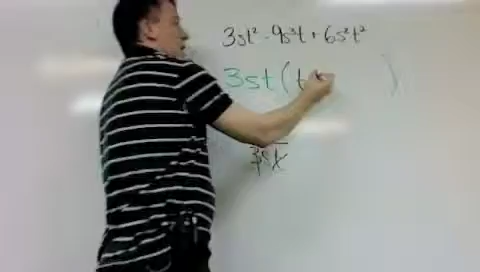 3st² - 9s³t + 6s²t²
3st ( t )